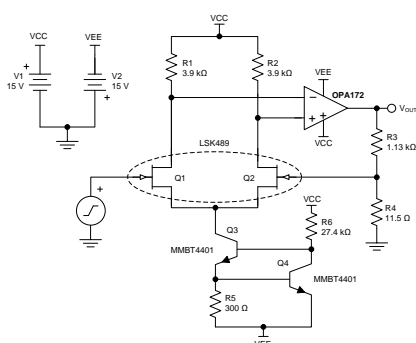 VCC
VCC
VEE
V1
15 V
V2
15 V
R1
3.9 kΩ
R2
3.9 kΩ
VEE
OPA172
VCC
VOUT
R3
1.13 kΩ
LSK489
Q1
Q2
R4
11.5 Ω
VCC
R6
27.4 kΩ
Q3
MMBT4401
Q4
MMBT4401
R5
300 Ω
VEE